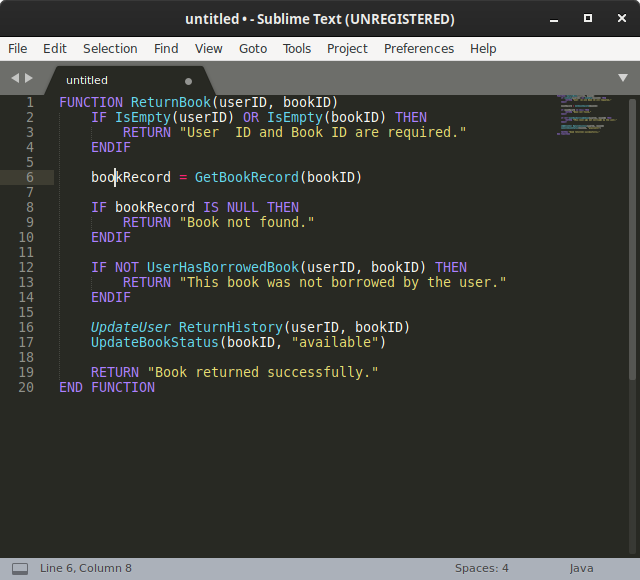 untitled • - Sublime Text (UNREGISTERED)
File Edit Selection Find View Goto Tools Project Preferences Help
untitled
1 FUNCTION ReturnBook(userID, bookID)
2 IF IsEmpty(userID) OR IsEmpty(bookID) THEN
3 RETURN "User  ID and Book ID are required."
4 ENDIF
5
6 bookRecord = GetBookRecord(bookID)
7
8 IF bookRecord IS NULL THEN
9 RETURN "Book not found."
10 ENDIF
11
12 IF NOT UserHasBorrowedBook(userID, bookID) THEN
13 RETURN "This book was not borrowed by the user."
14 ENDIF
15
16 UpdateUser ReturnHistory(userID, bookID)
17 UpdateBookStatus(bookID, "available")
18
19 RETURN "Book returned successfully."
20 END FUNCTION
Line 6, Column 8 Spaces: 4 Java